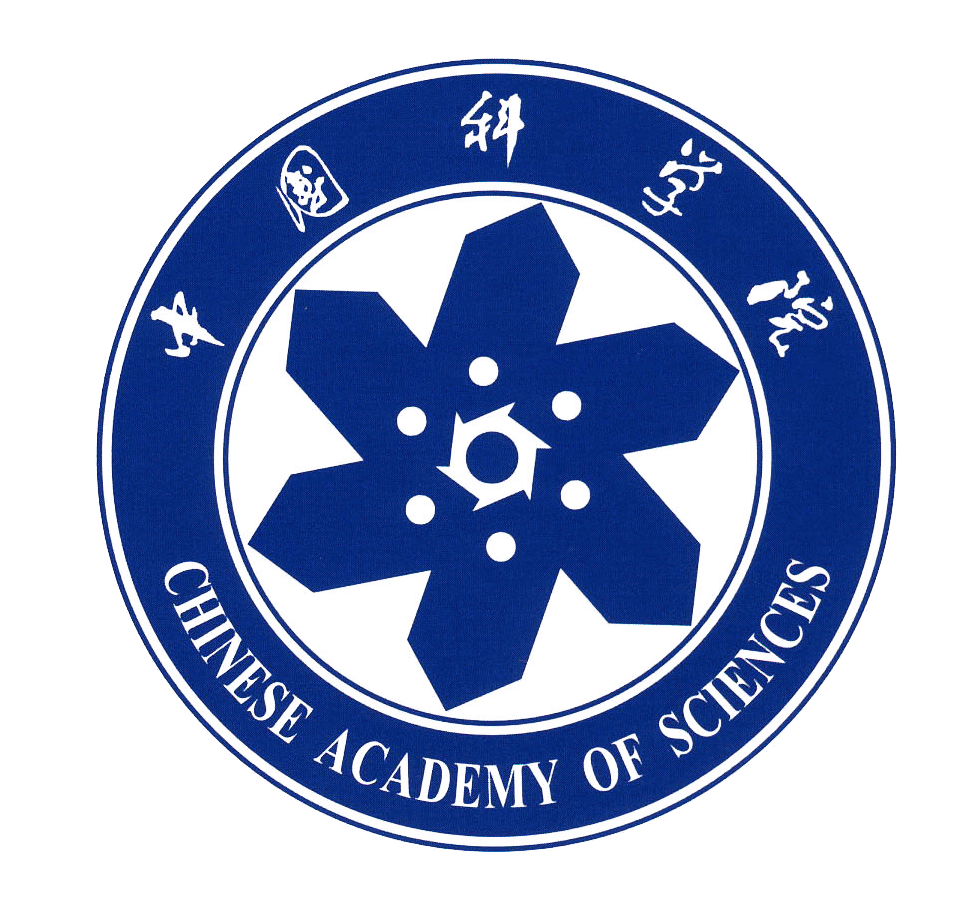 中国科学院
CHINESE ACADEMY OF SCIENCES